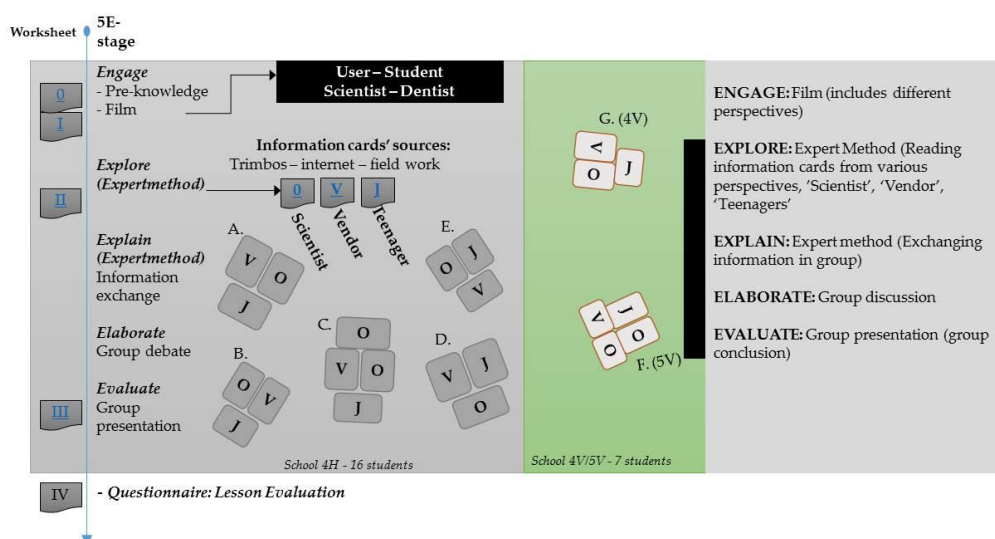 Worksheet
5E-
stage
0
I
Engage
- Pre-knowledge
- Film
User – Student
Scientist – Dentist
Information cards' sources:
Trimbos – internet – field work
II
Explore
(Expertmethod)
0
V
J
Scientist
Vendor
Teenager
Explain
(Expertmethod)
Information
exchange
Elaborate
Group debate
III
Evaluate
Group
presentation
A.
V
O
J
B.
O
V
J
C.
O
V
O
J
D.
V
J
O
E.
O
J
V
School 4H - 16 students
G. (4V)
V
J
O
V
J
O
O
F. (5V)
School 4V/5V - 7 students
ENGAGE: Film (includes different
perspectives)
EXPLORE: Expert Method (Reading
information cards from various
perspectives, 'Scientist', 'Vendor',
'Teenagers'
EXPLAIN: Expert method (Exchanging
information in group)
ELABORATE: Group discussion
EVALUATE: Group presentation (group
conclusion)
IV
- Questionnaire: Lesson Evaluation